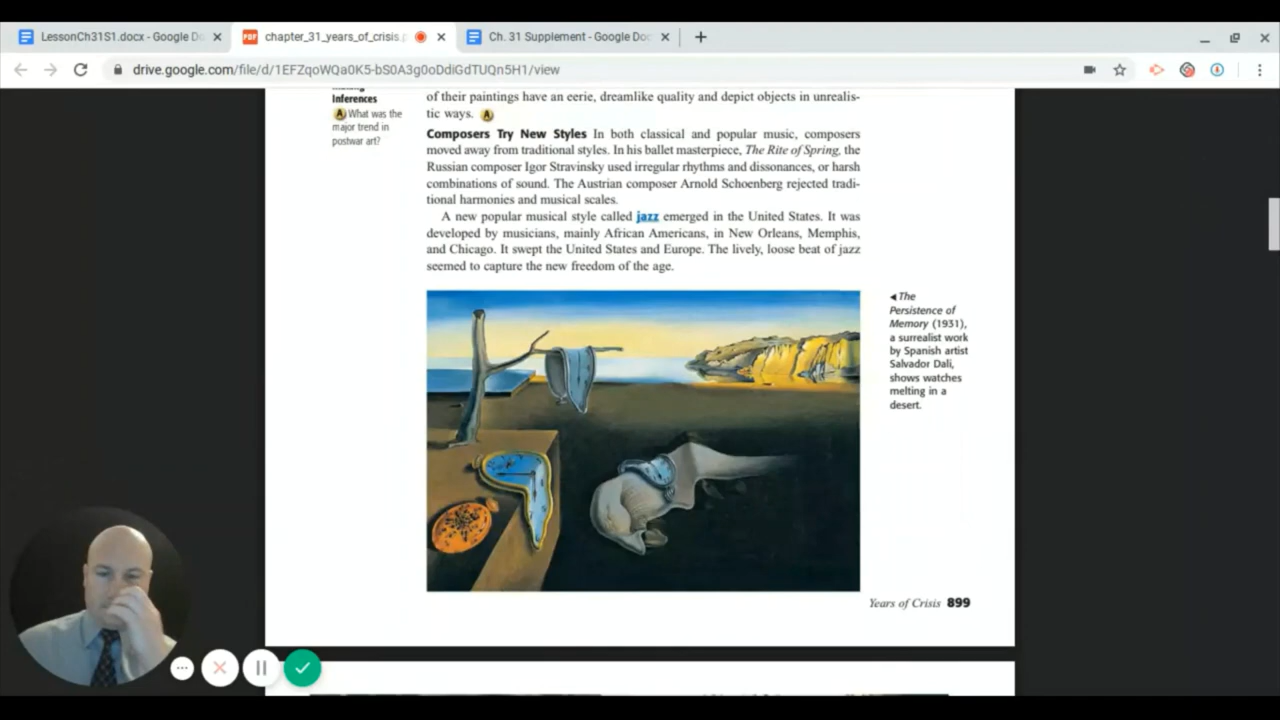 LessonCh31S1.docx - Google Do
PDF
chapter_31_years_of_crisis.p
Ch. 31 Supplement - Google Doc
drive.google.com/file/d/1EFZqoWQa0K5-bS0A3g0oDdiGdTUQn5H1/view
Inferences
A What was the
major trend in
postwar art?
of their paintings have an eerie, dreamlike quality and depict objects in unrealis-
tic ways. A
Composers Try New Styles In both classical and popular music, composers
moved away from traditional styles. In his ballet masterpiece, The Rite of Spring, the
Russian composer Igor Stravinsky used irregular rhythms and dissonances, or harsh
combinations of sound. The Austrian composer Arnold Schoenberg rejected tradi-
tional harmonies and musical scales.
A new popular musical style called jazz emerged in the United States. It was
developed by musicians, mainly African Americans, in New Orleans, Memphis,
and Chicago. It swept the United States and Europe. The lively, loose beat of jazz
seemed to capture the new freedom of the age.
◀ The
Persistence of
Memory (1931),
a surrealist work
by Spanish artist
Salvador Dali,
shows watches
melting in a
desert.
Years of Crisis 899